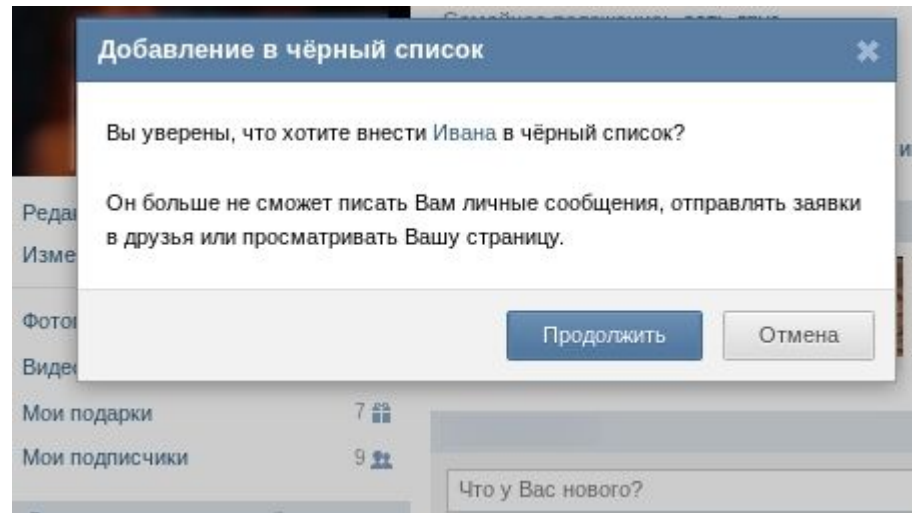 Добавление в чёрный список
Вы уверены, что хотите внести Ивана в чёрный список?
Он больше не сможет писать Вам личные сообщения, отправлять заявки
в друзья или просматривать Вашу страницу.
Продолжить Отмена
Мои подарки 7
Мои подписчики 9
Что у Вас нового?